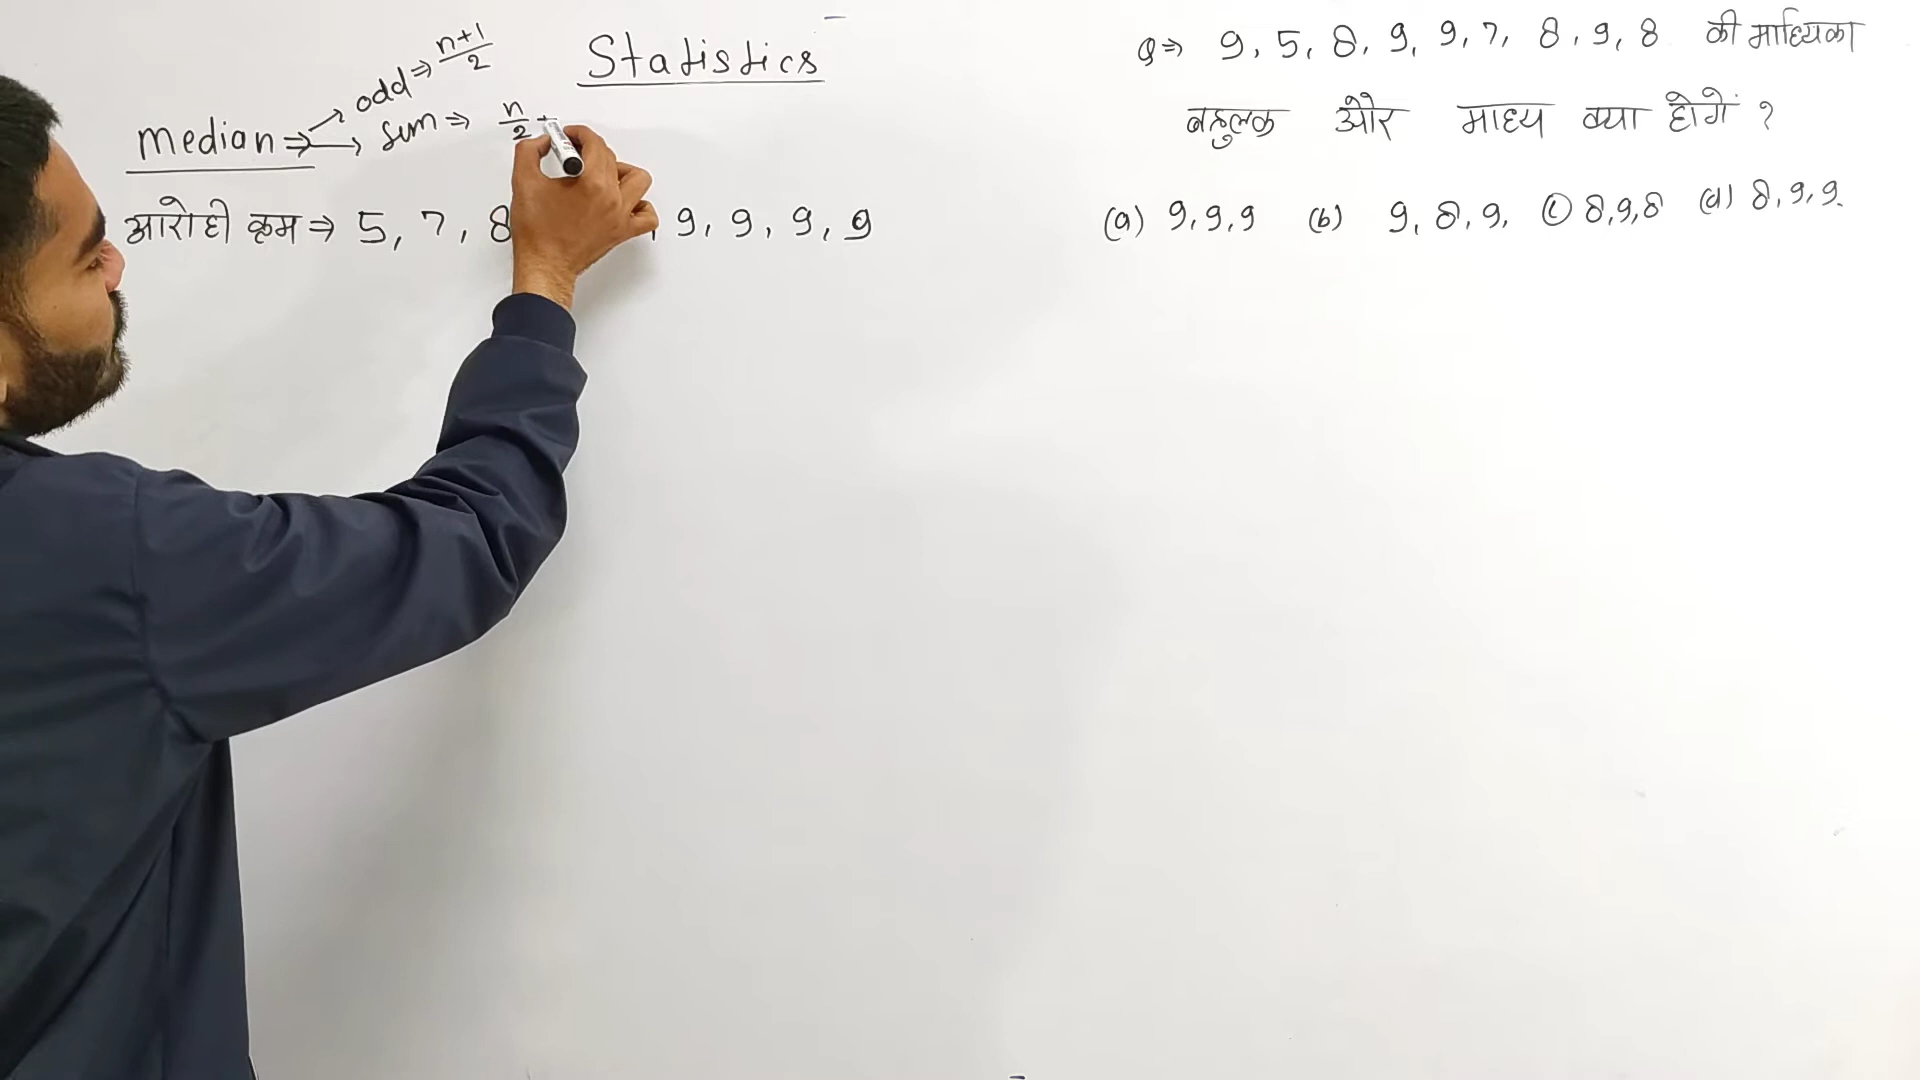 Statistics
Median ⇒
odd ⇒ n+1/2
sum ⇒ n/2 +
आरोही क्रम ⇒ 5, 7, 8 , 9, 9, 9, 9
Q ⇒ 9, 5, 8, 9, 9, 7, 8, 9, 8 की माध्यिका
बहुलक और माध्य क्या होगें ?
(a) 9,9,9 (b) 9, 8, 9, (c) 8,9,8 (d) 8, 9, 9.